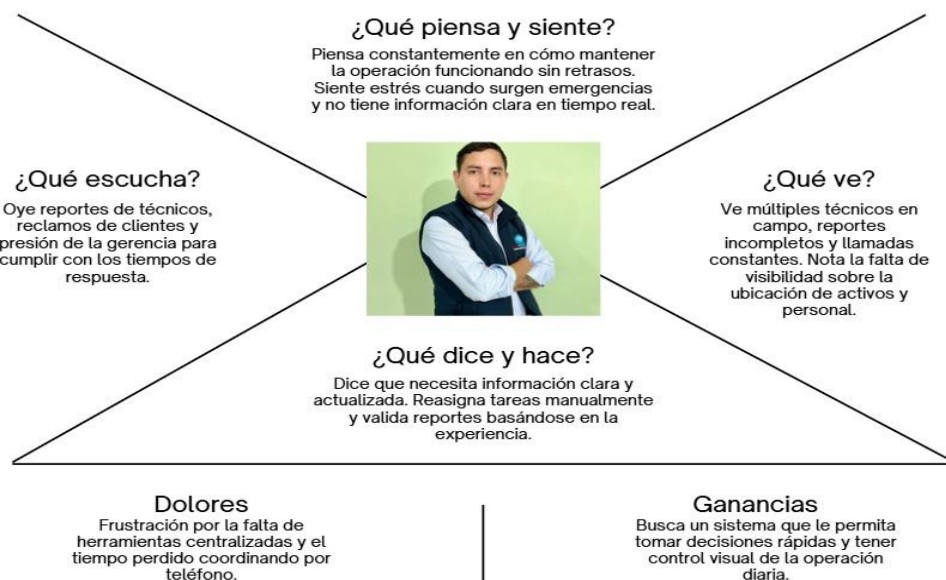 ¿Qué piensa y siente?
Piensa constantemente en cómo mantener
la operación funcionando sin retrasos.
Siente estrés cuando surgen emergencias
y no tiene información clara en tiempo real.
¿Qué escucha?
Oye reportes de técnicos,
reclamos de clientes y
presión de la gerencia para
cumplir con los tiempos de
respuesta.
¿Qué ve?
Ve múltiples técnicos en
campo, reportes
incompletos y llamadas
constantes. Nota la falta de
visibilidad sobre la
ubicación de activos y
personal.
¿Qué dice y hace?
Dice que necesita información clara y
actualizada. Reasigna tareas manualmente
y valida reportes basándose en la
experiencia.
Dolores
Frustración por la falta de
herramientas centralizadas y el
tiempo perdido coordinando por
teléfono.
Ganancias
Busca un sistema que le permita
tomar decisiones rápidas y tener
control visual de la operación
diaria.